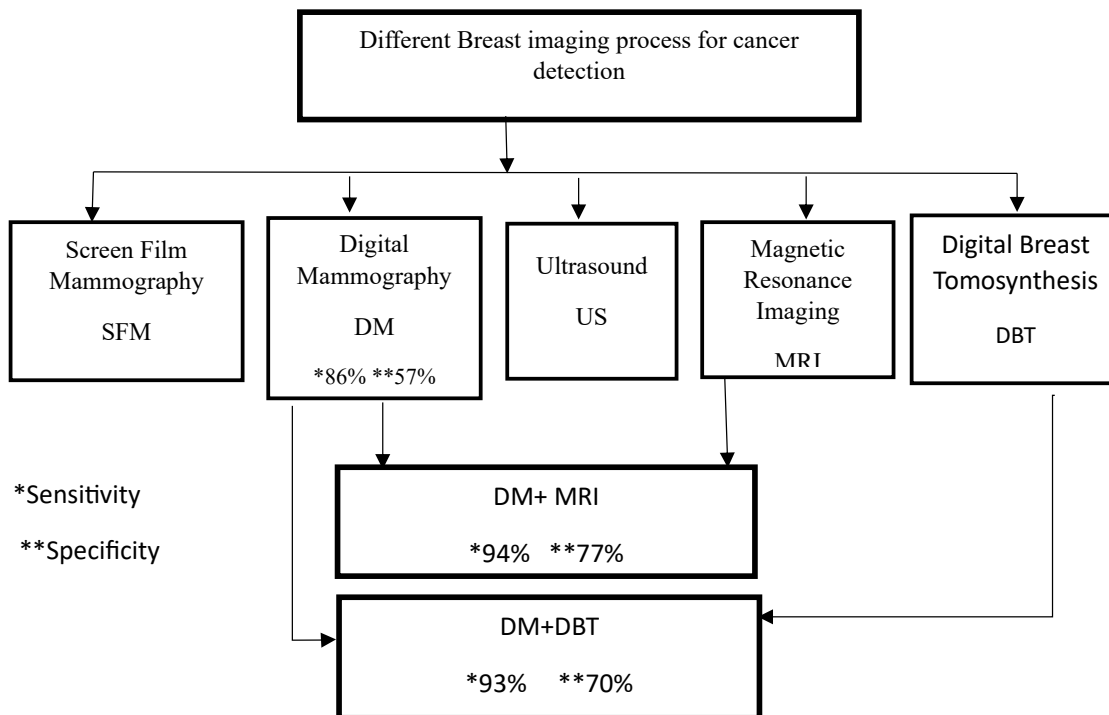 Different Breast imaging process for cancer
detection
Screen Film
Mammography
SFM
Digital
Mammography
DM
*86% **57%
Ultrasound
US
Magnetic
Resonance
Imaging
MRI
Digital Breast
Tomosynthesis
DBT
*Sensitivity
**Specificity
DM+ MRI
*94% **77%
DM+DBT
*93% **70%